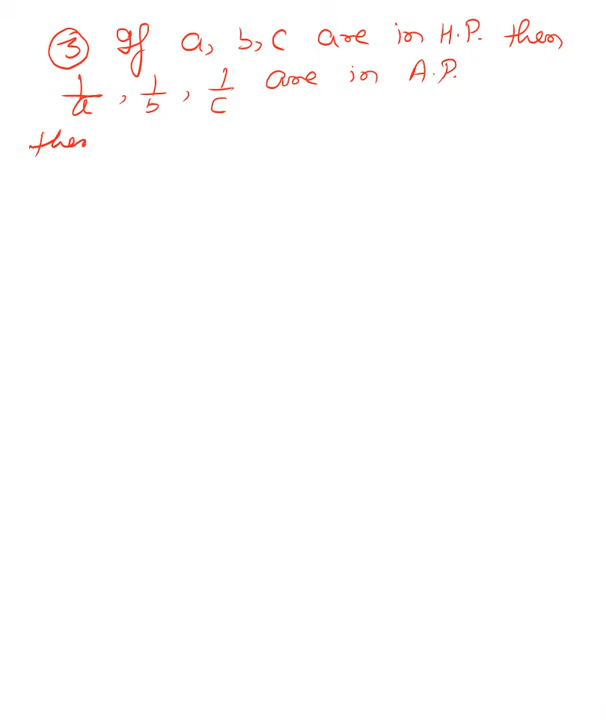 ③ If a, b, c are in H.P. then
1/a, 1/b, 1/c are in A.P.
then